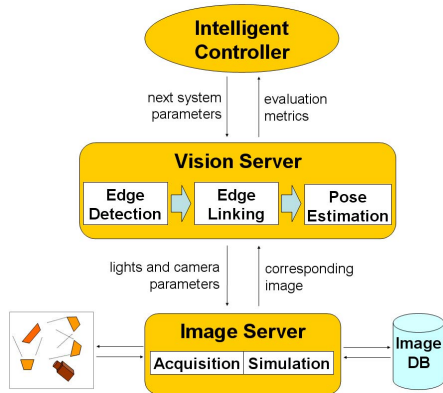 Intelligent
Controller
next system
parameters
evaluation
metrics
Vision Server
Edge
Detection
Edge
Linking
Pose
Estimation
lights and camera
parameters
corresponding
image
Image Server
Acquisition
Simulation
Image
DB